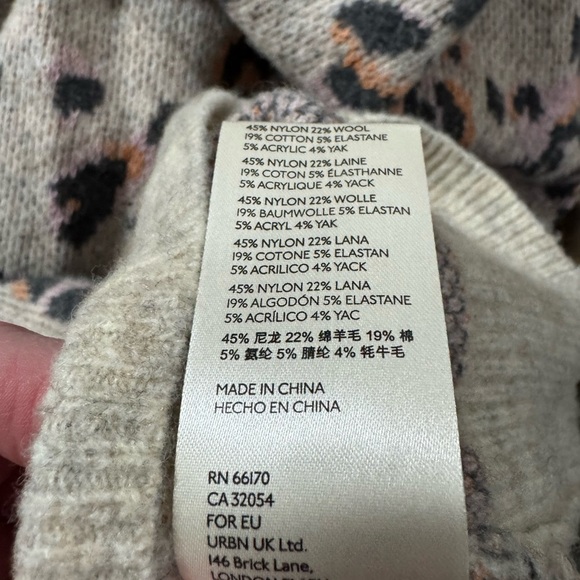 45% NYLON 22% WOOL
19% COTTON 5% ELASTANE
5% ACRYLIC 4% YAK
45% NYLON 22% LAINE
19% COTON 5% ÉLASTHANNE
5% ACRYLIQUE 4% YACK
45% NYLON 22% WOLLE
19% BAUMWOLLE 5% ELASTAN
5% ACRYL 4% YAK
45% NYLON 22% LANA
19% COTONE 5% ELASTAN
5% ACRILICO 4% YACK
45% NYLON 22% LANA
19% ALGODÓN 5% ELASTANE
5% ACRÍLICO 4% YAC
45% 尼龙 22% 绵羊毛 19% 棉
5% 氨纶 5% 腈纶 4% 牦牛毛
MADE IN CHINA
HECHO EN CHINA
RN 66170
CA 32054
FOR EU
URBN UK Ltd.
146 Brick Lane,
LONDON